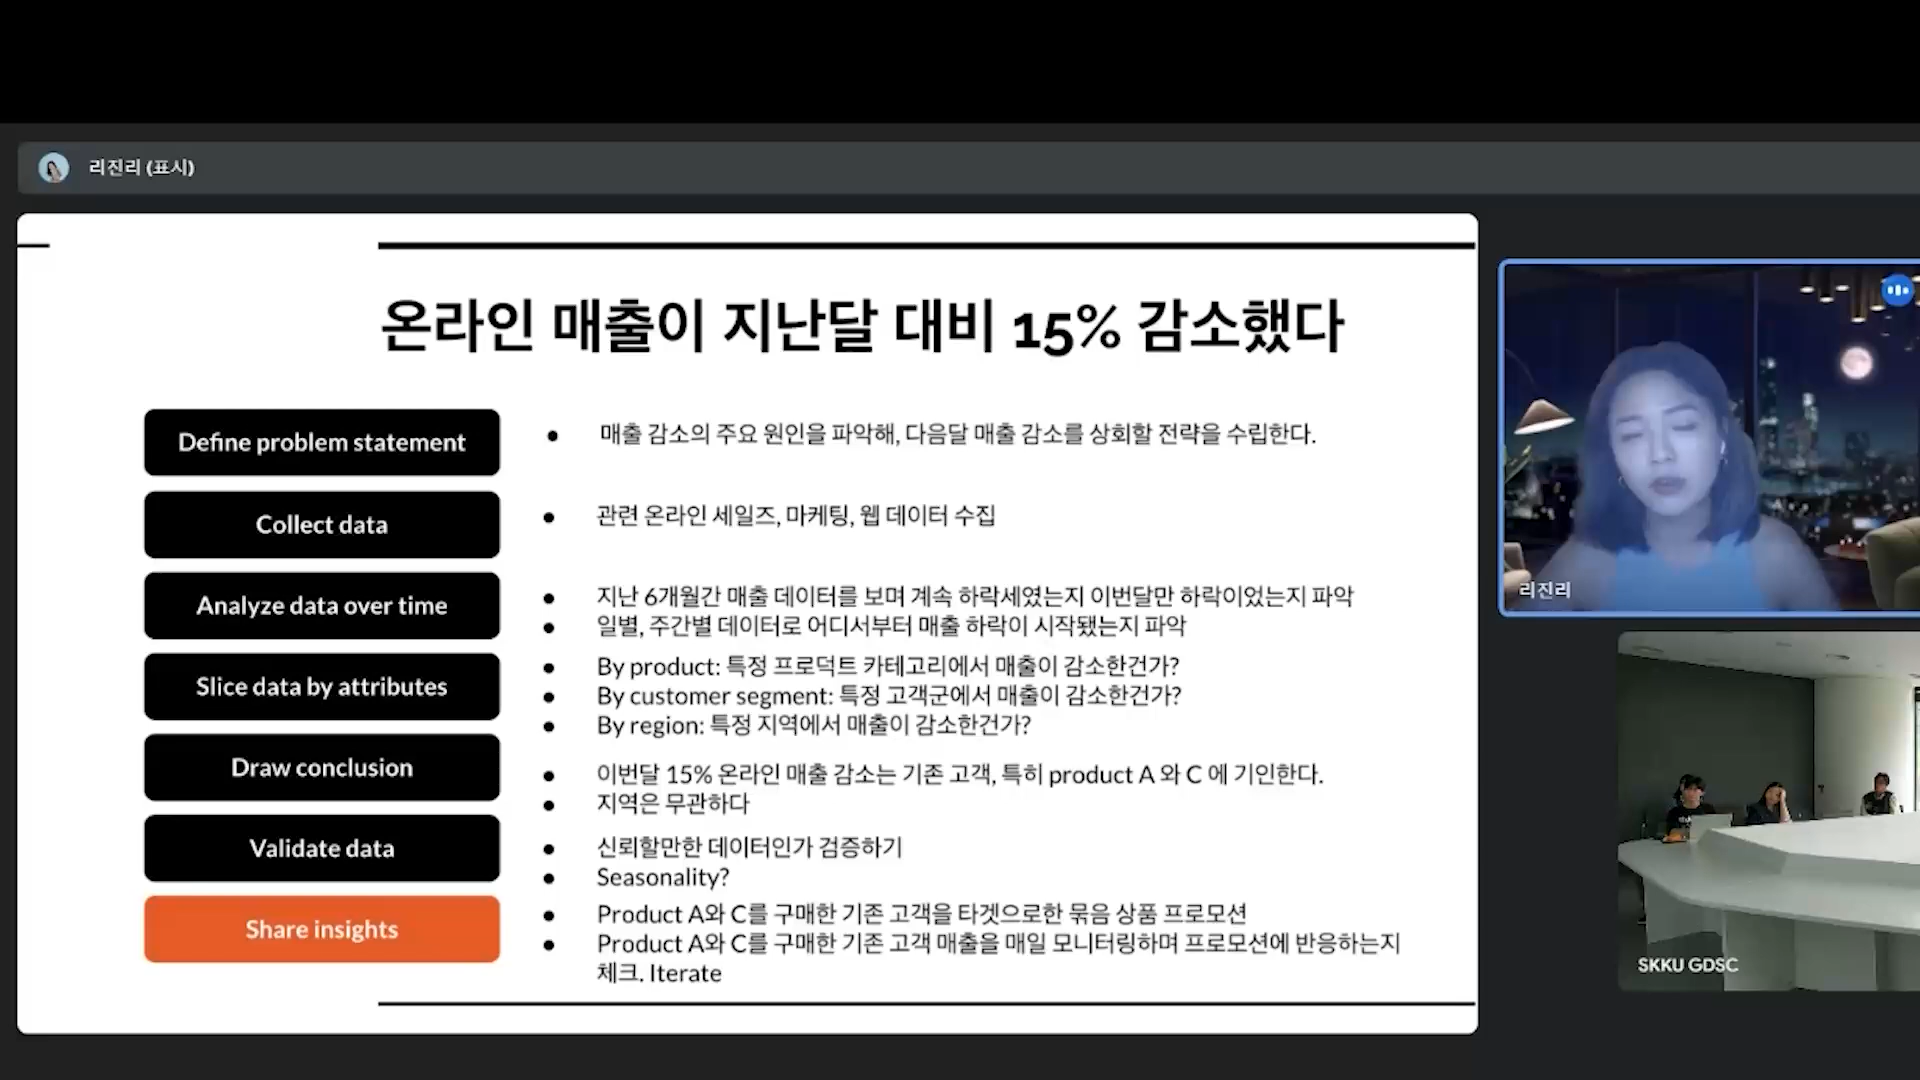 리진리 (표시)
온라인 매출이 지난달 대비 15% 감소했다
Define problem statement
매출 감소의 주요 원인을 파악해, 다음달 매출 감소를 상회할 전략을 수립한다.
Collect data
관련 온라인 세일즈, 마케팅, 웹 데이터 수집
Analyze data over time
지난 6개월간 매출 데이터를 보며 계속 하락세였는지 이번달만 하락이었는지 파악
일별, 주간별 데이터로 어디서부터 매출 하락이 시작됐는지 파악
Slice data by attributes
By product: 특정 프로덕트 카테고리에서 매출이 감소한건가?
By customer segment: 특정 고객군에서 매출이 감소한건가?
By region: 특정 지역에서 매출이 감소한건가?
Draw conclusion
이번달 15% 온라인 매출 감소는 기존 고객, 특히 product A 와 C 에 기인한다.
지역은 무관하다
Validate data
신뢰할만한 데이터인가 검증하기
Seasonality?
Share insights
Product A와 C를 구매한 기존 고객을 타겟으로한 묶음 상품 프로모션
Product A와 C를 구매한 기존 고객 매출을 매일 모니터링하며 프로모션에 반응하는지
체크. Iterate
리진리
SKKU GDSC